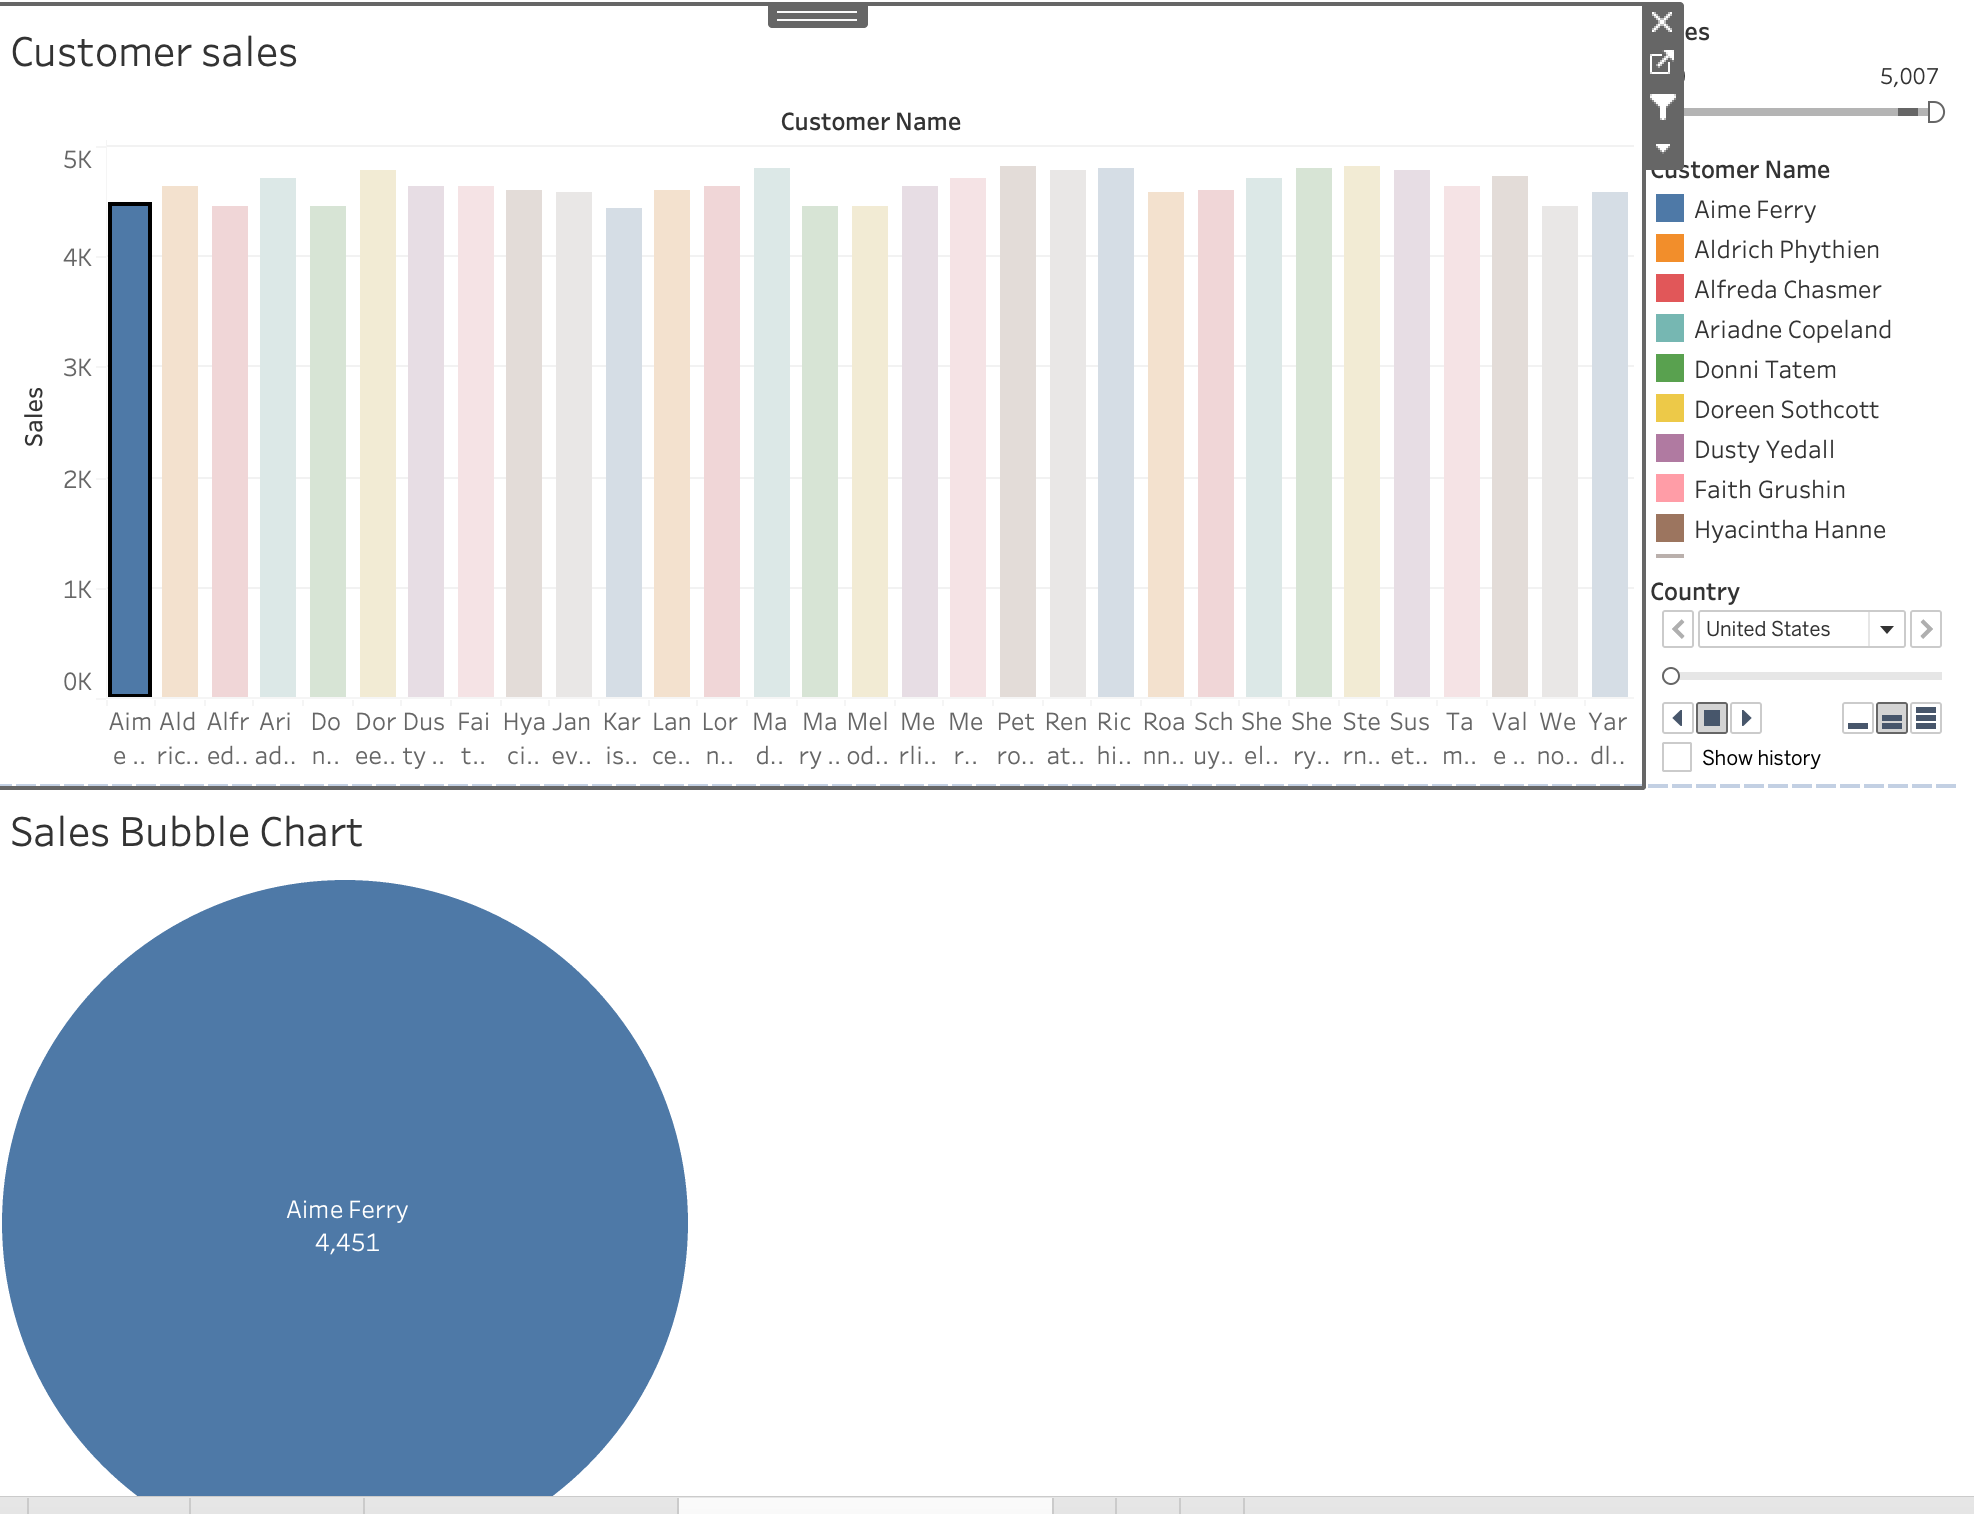 Customer sales
Customer Name
5K
4K
3K
2K
1K
0K
Sales
Aim Ald Alfr Ari Do Dor Dus Fai Hya Jan Kar Lan Lor Ma Ma Mel Me Me Pet Ren Ric Roa Sch She She Ste Sus Ta Val We Yar
e .. ric.. ed.. ad.. n.. ee.. ty .. t.. ci.. ev.. is.. ce.. n.. d.. ry .. od.. rli.. r.. ro.. at.. hi.. nn.. uy.. el.. ry.. rn.. et.. m.. e .. no.. dl..
es
5,007
Customer Name
Aime Ferry
Aldrich Phythien
Alfreda Chasmer
Ariadne Copeland
Donni Tatem
Doreen Sothcott
Dusty Yedall
Faith Grushin
Hyacintha Hanne
Country
United States
Show history
Sales Bubble Chart
Aime Ferry
4,451